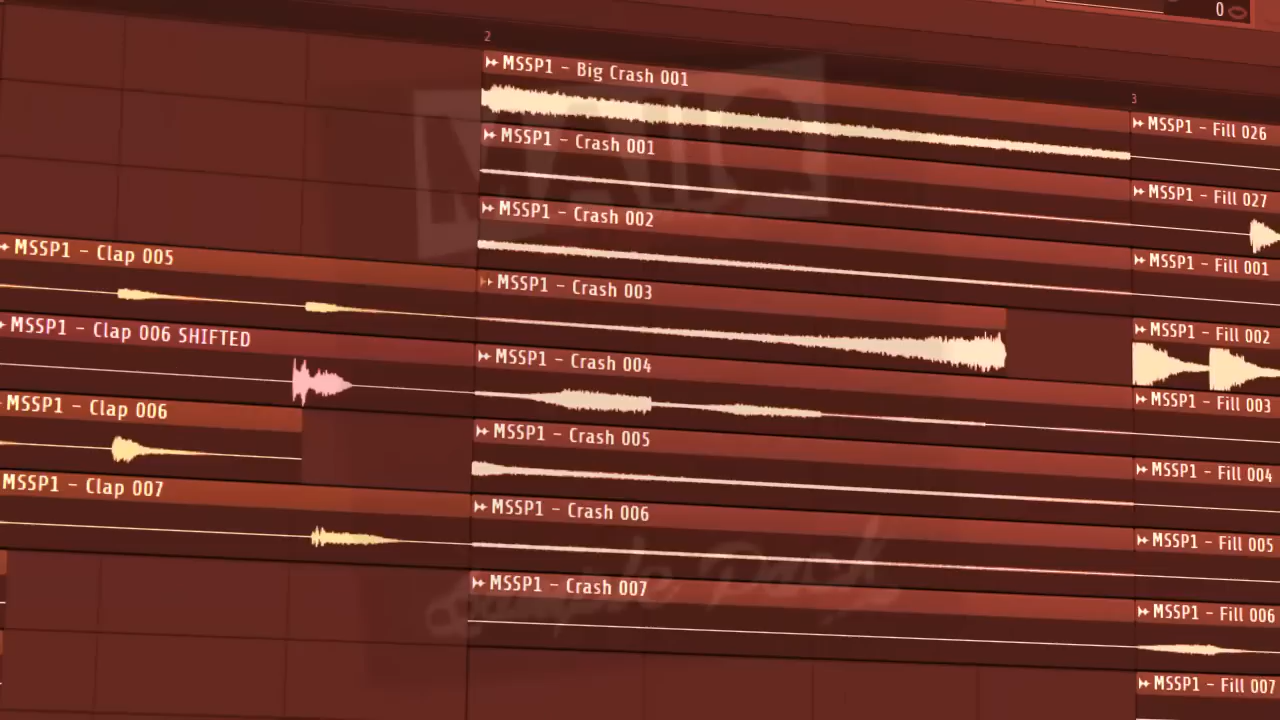 0
2
3
MSSP1 - Big Crash 001
MSSP1 - Crash 001
MSSP1 - Crash 002
MSSP1 - Crash 003
MSSP1 - Crash 004
MSSP1 - Crash 005
MSSP1 - Crash 006
MSSP1 - Crash 007
MSSP1 - Clap 005
MSSP1 - Clap 006 SHIFTED
MSSP1 - Clap 006
MSSP1 - Clap 007
MSSP1 - Fill 026
MSSP1 - Fill 027
MSSP1 - Fill 001
MSSP1 - Fill 002
MSSP1 - Fill 003
MSSP1 - Fill 004
MSSP1 - Fill 005
MSSP1 - Fill 006
MSSP1 - Fill 007
Sample Pack